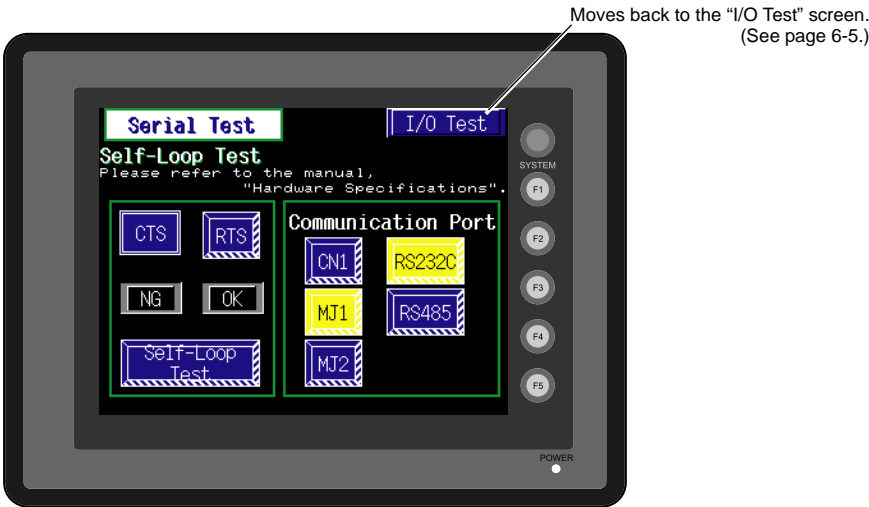 Moves back to the “I/O Test” screen.
(See page 6-5.)
Serial Test
I/O Test
Self-Loop Test
Please refer to the manual,
"Hardware Specifications".
CTS
RTS
NG
OK
Self-Loop
Test
Communication Port
CN1
RS232C
MJ1
RS485
MJ2
SYSTEM
F1
F2
F3
F4
F5
POWER